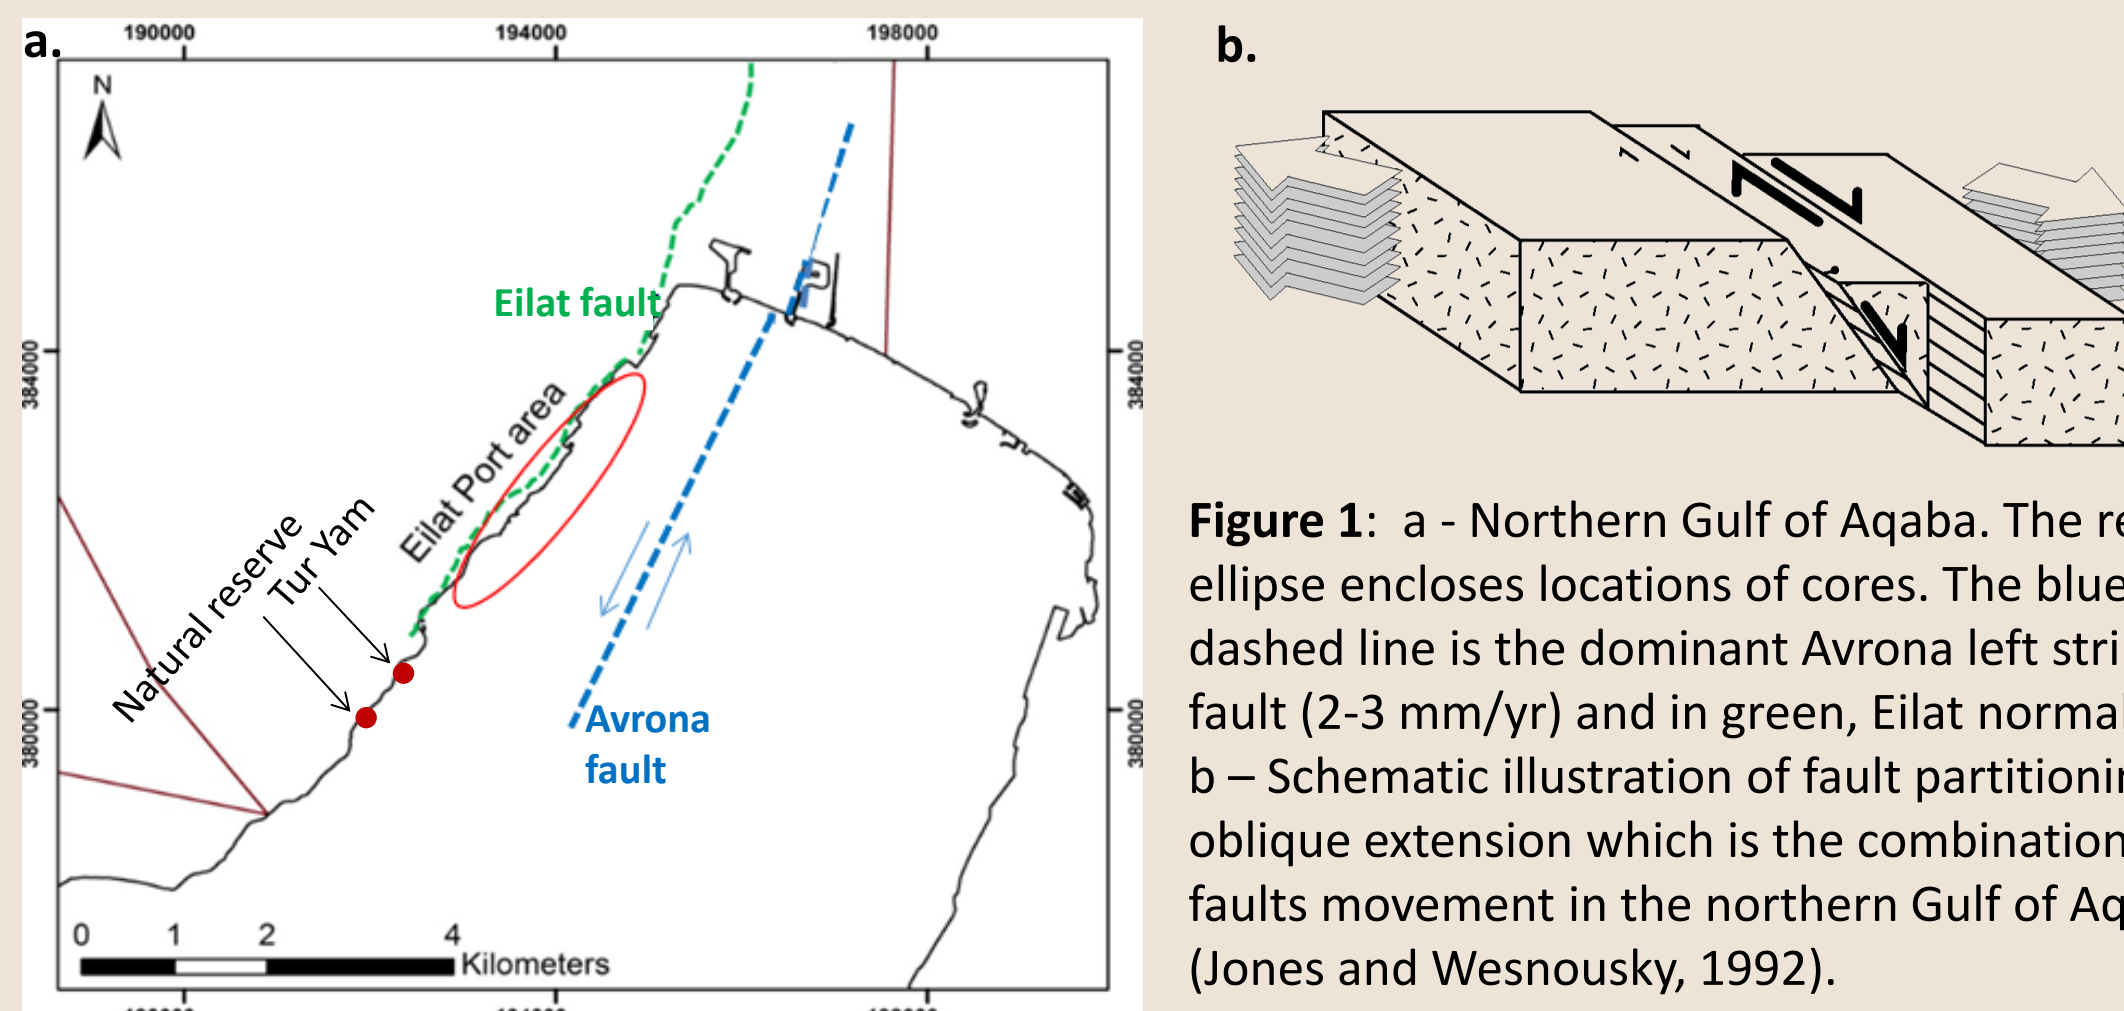 a.
190000
194000
198000
N
Eilat fault
384000
384000
Eilat Port area
Tur Yam
Natural reserve
380000
380000
Avrona
fault
0 1 2 4
Kilometers
b.
Figure 1: a - Northern Gulf of Aqaba. The re
ellipse encloses locations of cores. The blue
dashed line is the dominant Avrona left stri
fault (2-3 mm/yr) and in green, Eilat normal
b – Schematic illustration of fault partitionin
oblique extension which is the combination
faults movement in the northern Gulf of Aq
(Jones and Wesnousky, 1992).